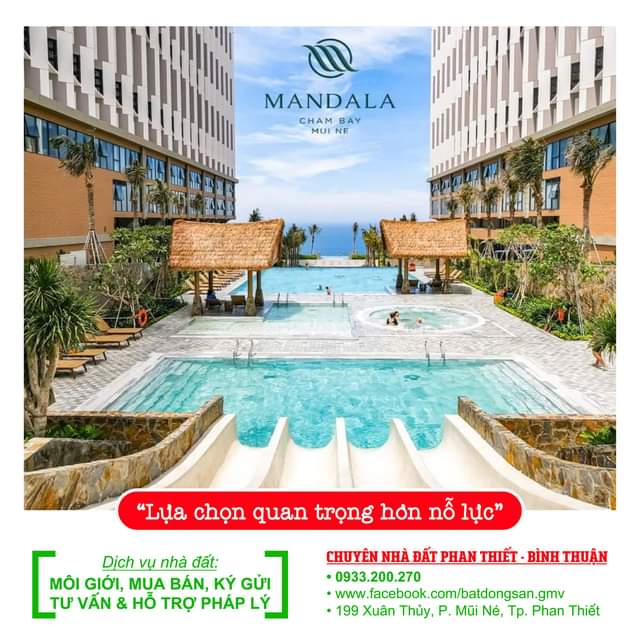 MANDALA
CHAM BAY
MUI NE
“Lựa chọn quan trọng hơn nỗ lực”
Dịch vụ nhà đất:
MÔI GIỚI, MUA BÁN, KÝ GỬI
TƯ VẤN & HỖ TRỢ PHÁP LÝ
CHUYÊN NHÀ ĐẤT PHAN THIẾT - BÌNH THUẬN
• 0933.200.270
• www.facebook.com/batdongsan.gmv
• 199 Xuân Thủy, P. Mũi Né, Tp. Phan Thiết